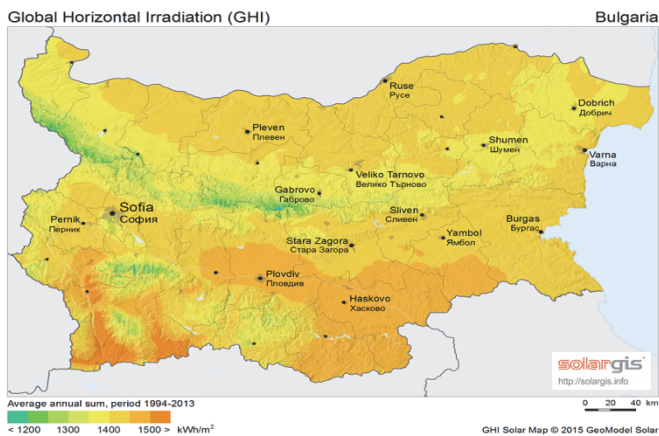 Global Horizontal Irradiation (GHI)
Bulgaria
Ruse
Русе
Dobrich
Добрич
Pleven
Плевен
Shumen
Шумен
Varna
Варна
Veliko Tarnovo
Велико Търново
Gabrovo
Габрово
Sofia
София
Pernik
Перник
Sliven
Сливен
Burgas
Бургас
Yambol
Ямбол
Stara Zagora
Стара Загора
Plovdiv
Пловдив
Haskovo
Хасково
solargis
http://solargis.info
Average annual sum, period 1994-2013
< 1200 1300 1400 1500 > kWh/m²
0 20 40 km
GHI Solar Map © 2015 GeoModel Solar